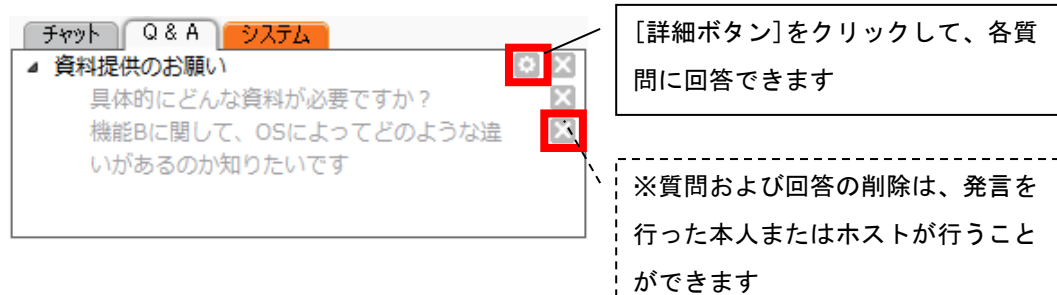 チャット Q & A システム
資料提供のお願い
具体的にどんな資料が必要ですか？
機能Bに関して、OSによってどのような違
いがあるのか知りたいです
[詳細ボタン]をクリックして、各質
問に回答できます
※質問および回答の削除は、発言を
行った本人またはホストが行うこと
ができます